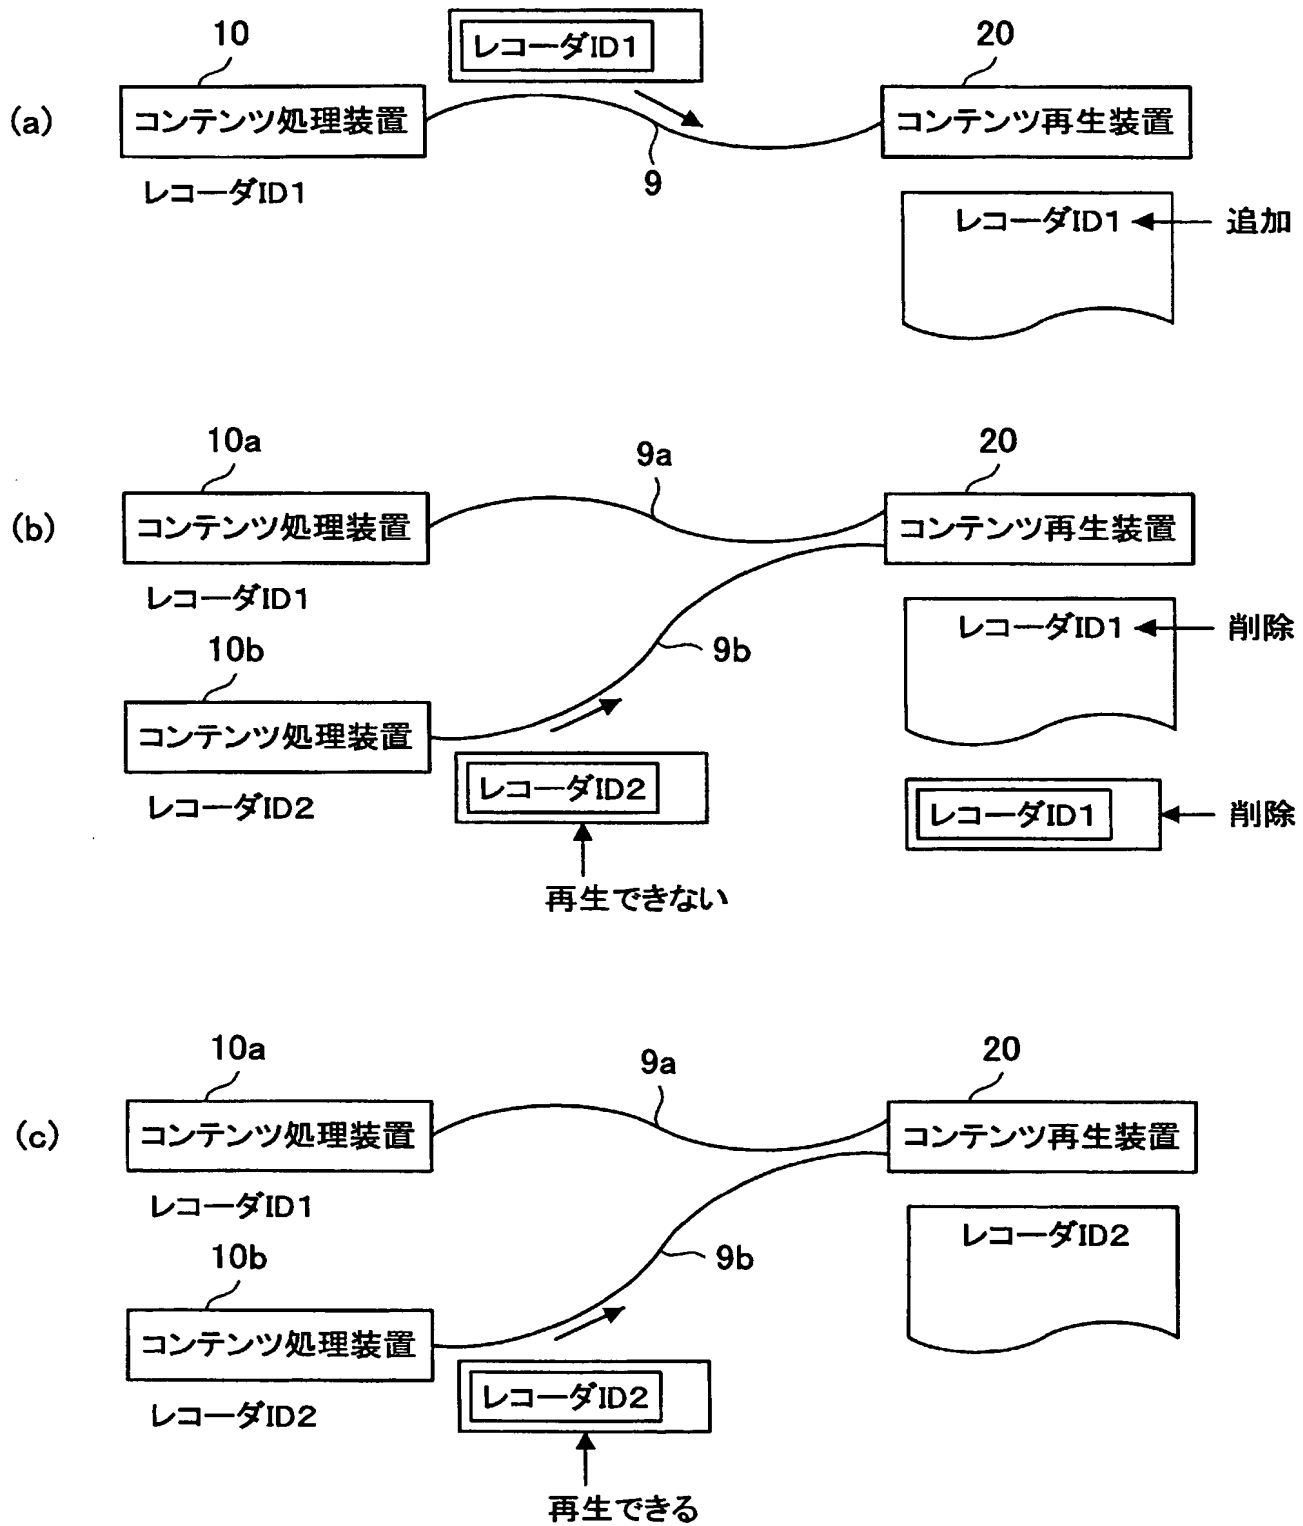 10
レコーダID1
20
(a)
コンテンツ処理装置
コンテンツ再生装置
レコーダID1
9
レコーダID1
追加
10a
9a
20
(b)
コンテンツ処理装置
コンテンツ再生装置
レコーダID1
レコーダID1
削除
10b
9b
コンテンツ処理装置
レコーダID2
レコーダID2
レコーダID1
削除
再生できない
10a
9a
20
(c)
コンテンツ処理装置
コンテンツ再生装置
レコーダID1
レコーダID2
10b
9b
コンテンツ処理装置
レコーダID2
レコーダID2
再生できる